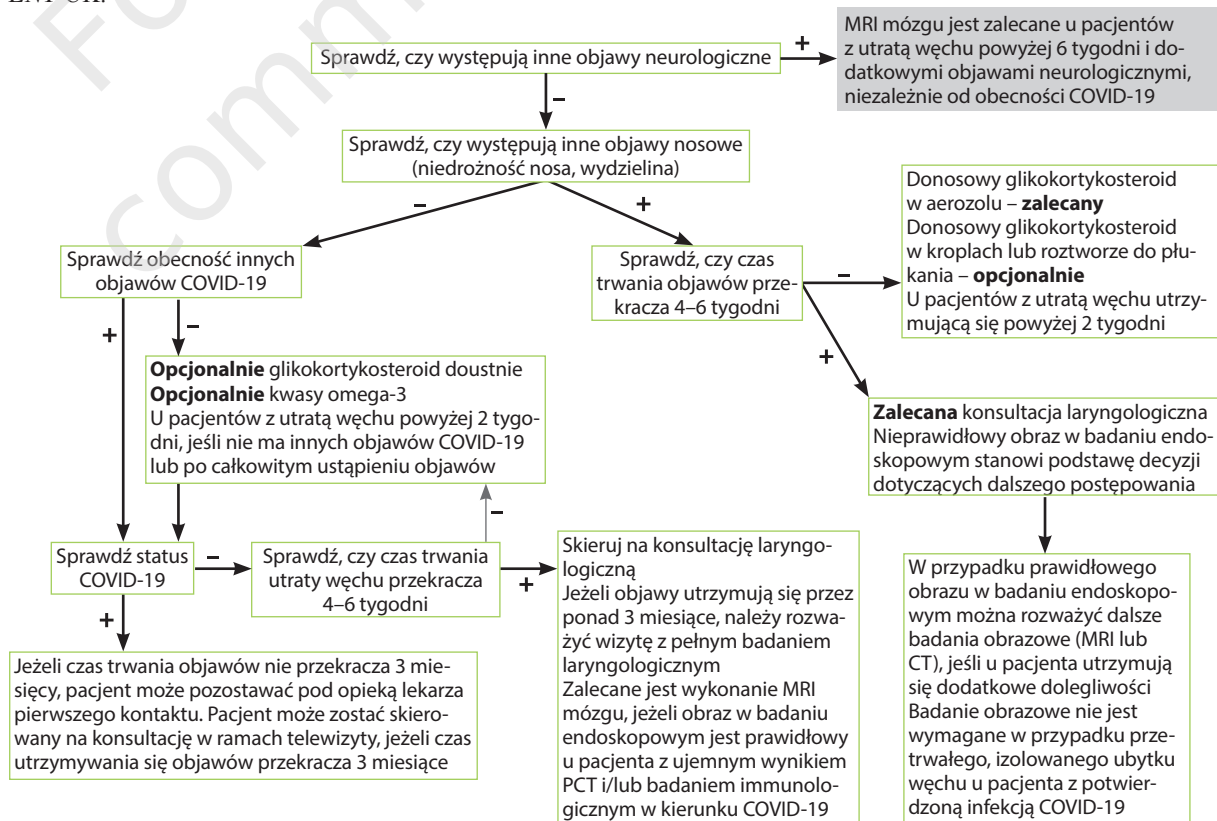 Sprawdź, czy występują inne objawy neurologiczne
+
MRI mózgu jest zalecane u pacjentów
z utratą węchu powyżej 6 tygodni i do-
datkowymi objawami neurologicznymi,
niezależnie od obecności COVID-19
–
Sprawdź, czy występują inne objawy nosowe
(niedrożność nosa, wydzielina)
–
+
Sprawdź obecność innych
objawów COVID-19
Sprawdź, czy czas
trwania objawów prze-
kracza 4–6 tygodni
–
Donosowy glikokortykosteroid
w aerozolu – zalecany
Donosowy glikokortykosteroid
w kroplach lub roztworze do płu-
kania – opcjonalnie
U pacjentów z utratą węchu utrzy-
mującą się powyżej 2 tygodni
+
–
+
Opcjonalnie glikokortykosteroid doustnie
Opcjonalnie kwasy omega-3
U pacjentów z utratą węchu powyżej 2 tygo-
dni, jeśli nie ma innych objawów COVID-19
lub po całkowitym ustąpieniu objawów
Zalecana konsultacja laryngologiczna
Nieprawidłowy obraz w badaniu endo-
skopowym stanowi podstawę decyzji
dotyczących dalszego postępowania
–
Sprawdź status
COVID-19
–
Sprawdź, czy czas trwania
utraty węchu przekracza
4–6 tygodni
+
Skieruj na konsultację laryngo-
logiczną
Jeżeli objawy utrzymują się przez
ponad 3 miesiące, należy rozwa-
żyć wizytę z pełnym badaniem
laryngologicznym
Zalecane jest wykonanie MRI
mózgu, jeżeli obraz w badaniu
endoskopowym jest prawidłowy
u pacjenta z ujemnym wynikiem
PCT i/lub badaniem immunolo-
gicznym w kierunku COVID-19
W przypadku prawidłowego
obrazu w badaniu endoskopo-
wym można rozważyć dalsze
badania obrazowe (MRI lub
CT), jeśli u pacjenta utrzymują
się dodatkowe dolegliwości
Badanie obrazowe nie jest
wymagane w przypadku prze-
trwałego, izolowanego ubytku
węchu u pacjenta z potwier-
dzoną infekcją COVID-19
+
Jeżeli czas trwania objawów nie przekracza 3 mie-
sięcy, pacjent może pozostawać pod opieką lekarza
pierwszego kontaktu. Pacjent może zostać skiero-
wany na konsultację w ramach telewizyty, jeżeli czas
utrzymywania się objawów przekracza 3 miesiące